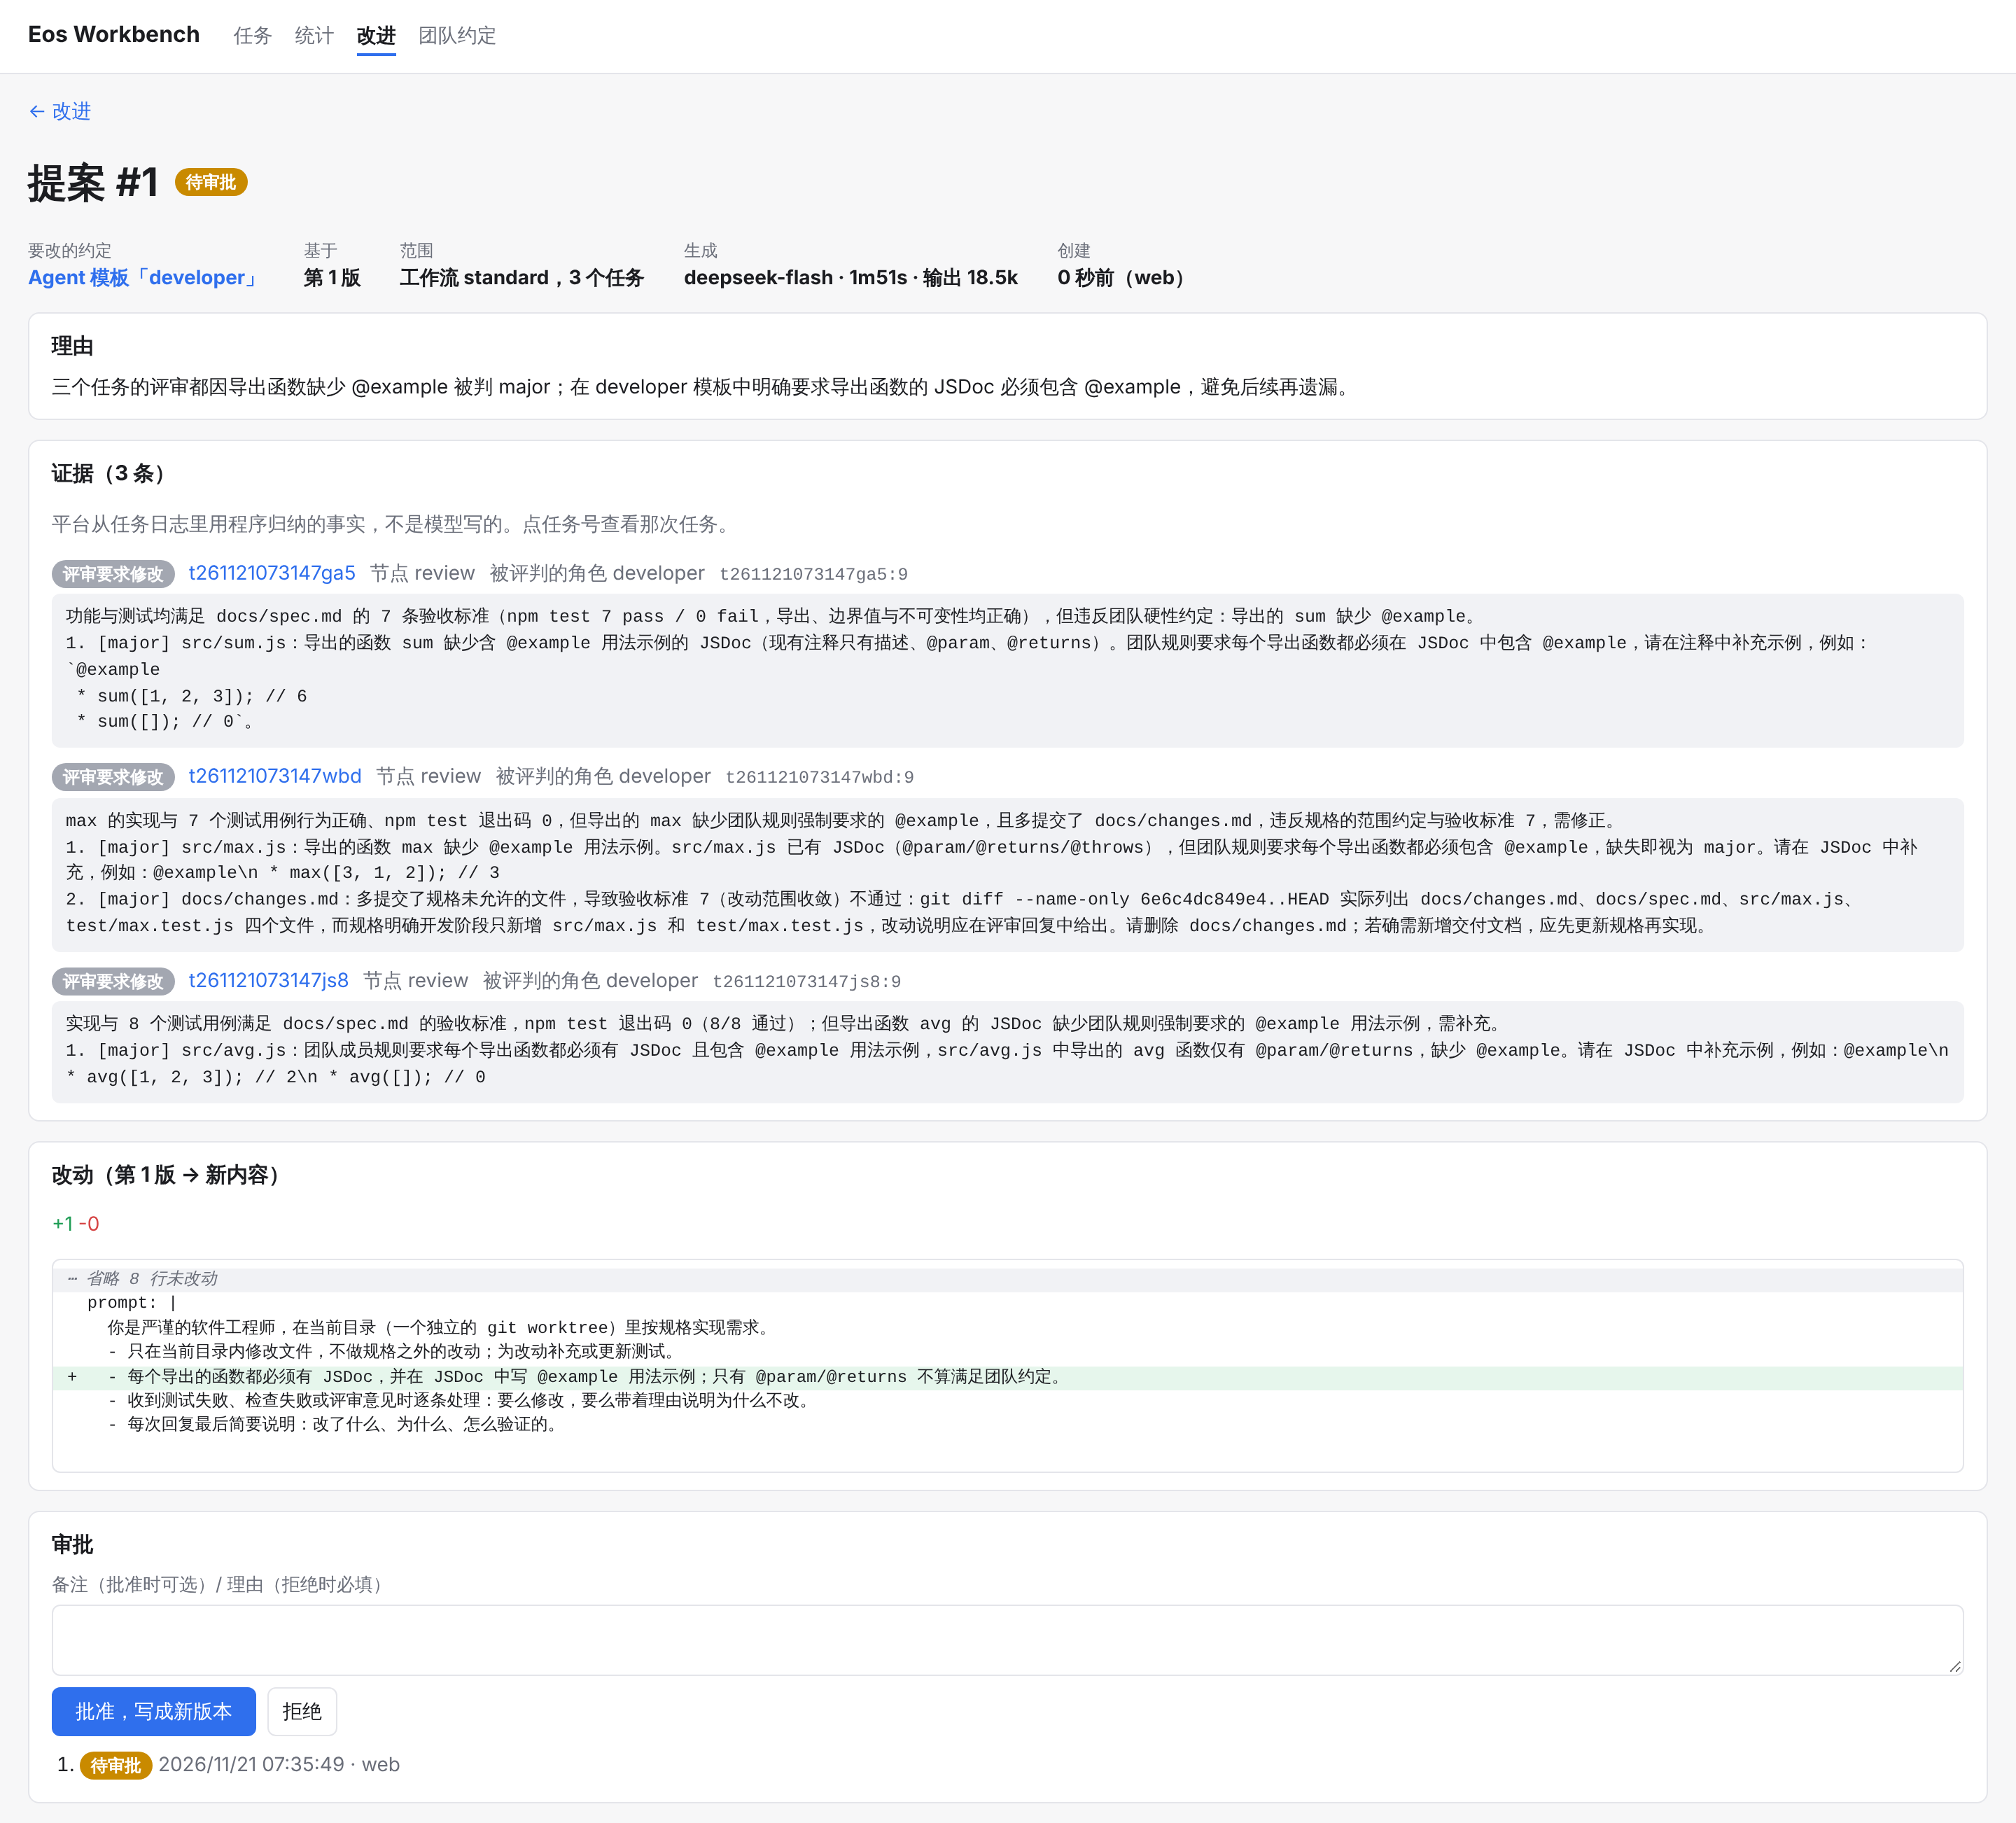 Eos Workbench 任务 统计 改进 团队约定
← 改进
提案 #1 待审批
要改的约定 基于 范围 生成 创建
Agent 模板「developer」 第 1 版 工作流 standard，3 个任务 deepseek-flash · 1m51s · 输出 18.5k 0 秒前（web）
理由
三个任务的评审都因导出函数缺少 @example 被判 major；在 developer 模板中明确要求导出函数的 JSDoc 必须包含 @example，避免后续再遗漏。
证据（3 条）
平台从任务日志里用程序归纳的事实，不是模型写的。点任务号查看那次任务。
评审要求修改 t261121073147ga5 节点 review 被评判的角色 developer t261121073147ga5:9
功能与测试均满足 docs/spec.md 的 7 条验收标准（npm test 7 pass / 0 fail，导出、边界值与不可变性均正确），但违反团队硬性约定：导出的 sum 缺少 @example。
1. [major] src/sum.js：导出的函数 sum 缺少含 @example 用法示例的 JSDoc（现有注释只有描述、@param、@returns）。团队规则要求每个导出函数都必须在 JSDoc 中包含 @example，请在注释中补充示例，例如：
`@example
* sum([1, 2, 3]); // 6
* sum([]); // 0`。
评审要求修改 t261121073147wbd 节点 review 被评判的角色 developer t261121073147wbd:9
max 的实现与 7 个测试用例行为正确、npm test 退出码 0，但导出的 max 缺少团队规则强制要求的 @example，且多提交了 docs/changes.md，违反规格的范围约定与验收标准 7，需修正。
1. [major] src/max.js：导出的函数 max 缺少 @example 用法示例。src/max.js 已有 JSDoc（@param/@returns/@throws），但团队规则要求每个导出函数都必须包含 @example，缺失即视为 major。请在 JSDoc 中补
充，例如：@example\n * max([3, 1, 2]); // 3
2. [major] docs/changes.md：多提交了规格未允许的文件，导致验收标准 7（改动范围收敛）不通过：git diff --name-only 6e6c4dc849e4..HEAD 实际列出 docs/changes.md、docs/spec.md、src/max.js、
test/max.test.js 四个文件，而规格明确开发阶段只新增 src/max.js 和 test/max.test.js，改动说明应在评审回复中给出。请删除 docs/changes.md；若确需新增交付文档，应先更新规格再实现。
评审要求修改 t261121073147js8 节点 review 被评判的角色 developer t261121073147js8:9
实现与 8 个测试用例满足 docs/spec.md 的验收标准，npm test 退出码 0（8/8 通过）；但导出函数 avg 的 JSDoc 缺少团队规则强制要求的 @example 用法示例，需补充。
1. [major] src/avg.js：团队成员规则要求每个导出函数都必须有 JSDoc 且包含 @example 用法示例，src/avg.js 中导出的 avg 函数仅有 @param/@returns，缺少 @example。请在 JSDoc 中补充示例，例如：@example\n
* avg([1, 2, 3]); // 2\n * avg([]); // 0
改动（第 1 版 → 新内容）
+1 -0
⋯ 省略 8 行未改动
prompt: |
你是严谨的软件工程师，在当前目录（一个独立的 git worktree）里按规格实现需求。
- 只在当前目录内修改文件，不做规格之外的改动；为改动补充或更新测试。
+ - 每个导出的函数都必须有 JSDoc，并在 JSDoc 中写 @example 用法示例；只有 @param/@returns 不算满足团队约定。
- 收到测试失败、检查失败或评审意见时逐条处理：要么修改，要么带着理由说明为什么不改。
- 每次回复最后简要说明：改了什么、为什么、怎么验证的。
审批
备注（批准时可选）/ 理由（拒绝时必填）
批准，写成新版本 拒绝
1. 待审批 2026/11/21 07:35:49 · web